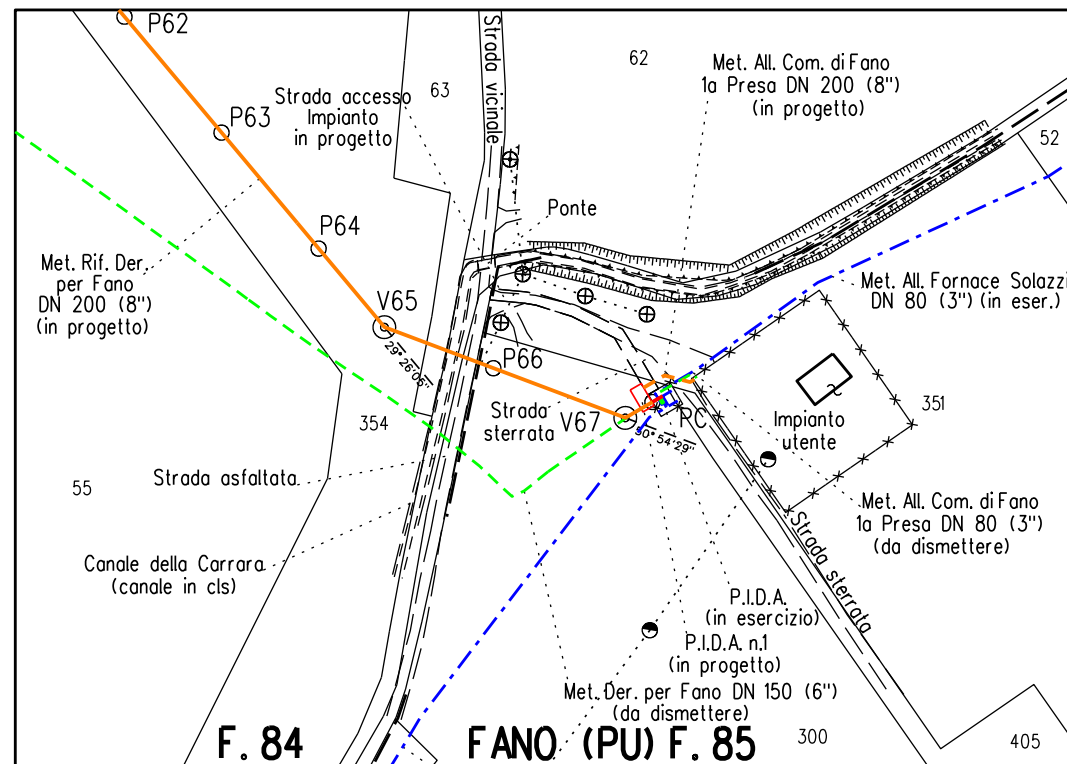 P62
P63
P64
V65
29° 26'06"
P66
V67
50° 54'29"
PC
Strada vicinale
63
62
52
Strada accesso
Impianto
in progetto
Met. All. Com. di Fano
1a Presa DN 200 (8")
(in progetto)
Ponte
Met. Rif. Der.
per Fano
DN 200 (8")
(in progetto)
Met. All. Fornace Solazzi
DN 80 (3") (in eser.)
354
Strada
sterrata
Impianto
utente
351
55
Strada asfaltata
Met. All. Com. di Fano
1a Presa DN 80 (3")
(da dismettere)
Strada sterrata
Canale della Carrara
(canale in cls)
P.I.D.A.
(in esercizio)
P.I.D.A. n.1
(in progetto)
Met. Der. per Fano DN 150 (6")
(da dismettere)
F. 84
FANO (PU) F. 85
300
405